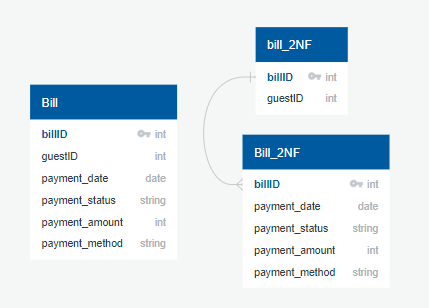 Bill
billID int
guestID int
payment_date date
payment_status string
payment_amount int
payment_method string
bill_2NF
billID int
guestID int
Bill_2NF
billID int
payment_date date
payment_status string
payment_amount int
payment_method string